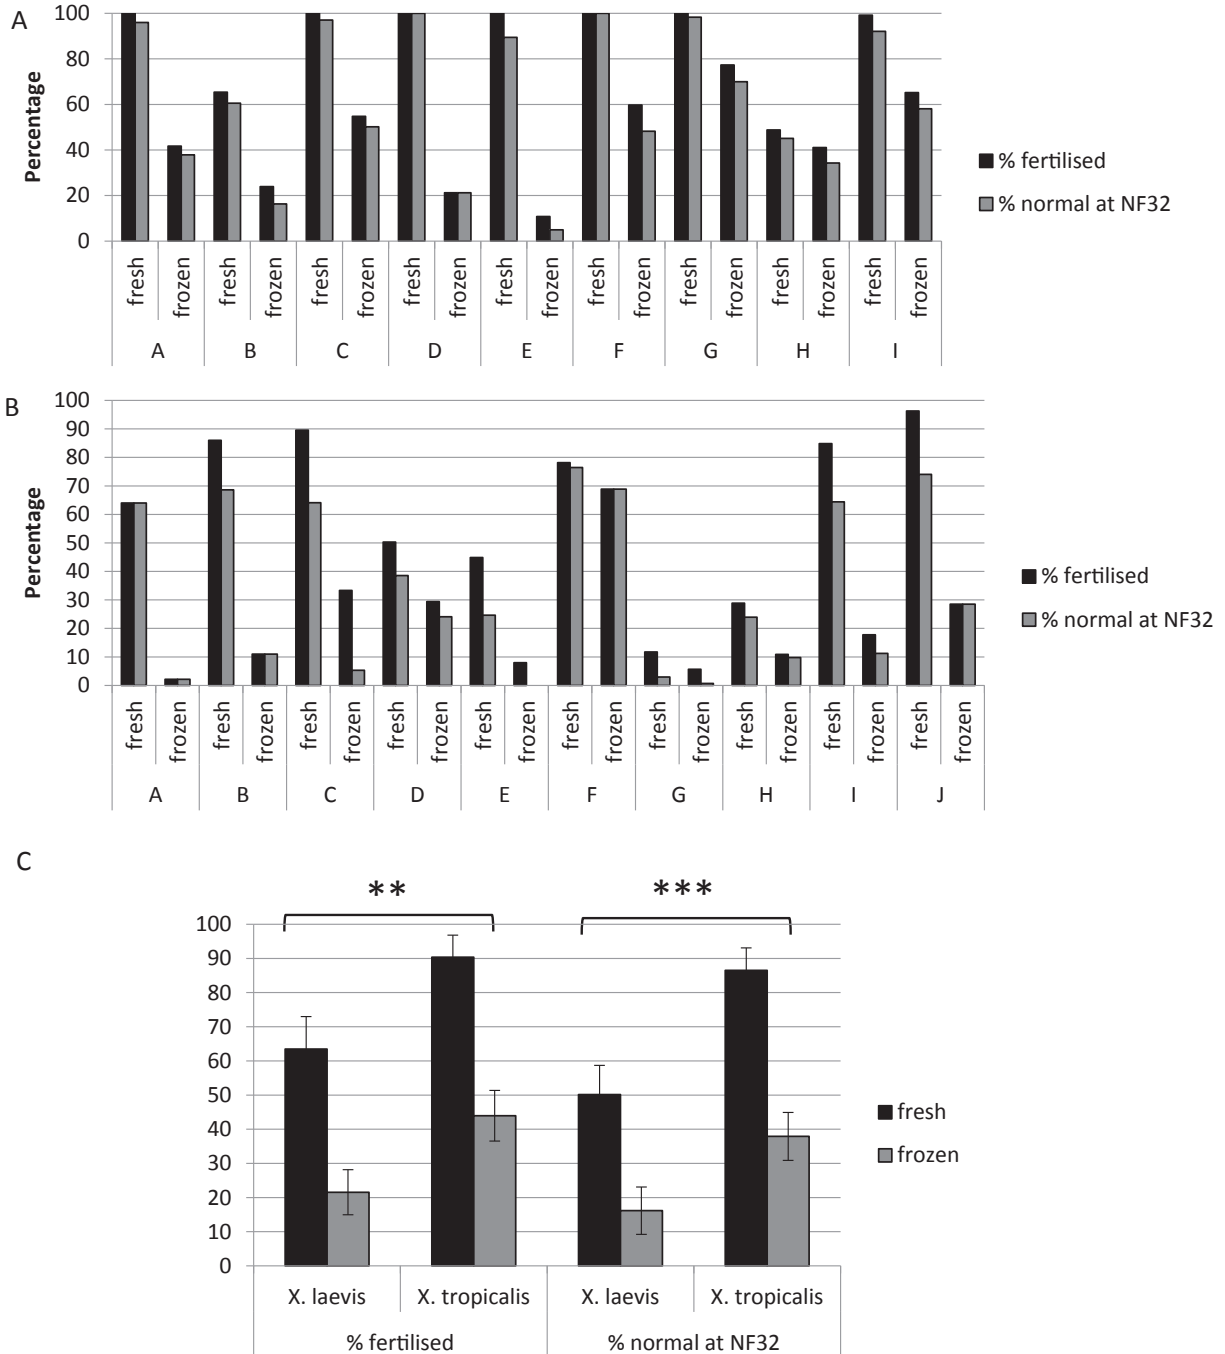 A
100
80
60
40
20
0
Percentage
fresh frozen fresh frozen fresh frozen fresh frozen fresh frozen fresh frozen fresh frozen fresh frozen fresh frozen
A B C D E F G H I
% fertilised
% normal at NF32
B
100
90
80
70
60
50
40
30
20
10
0
Percentage
fresh frozen fresh frozen fresh frozen fresh frozen fresh frozen fresh frozen fresh frozen fresh frozen fresh frozen fresh frozen
A B C D E F G H I J
% fertilised
% normal at NF32
C
** ***
100
90
80
70
60
50
40
30
20
10
0
X. laevis X. tropicalis X. laevis X. tropicalis
% fertilised % normal at NF32
fresh
frozen